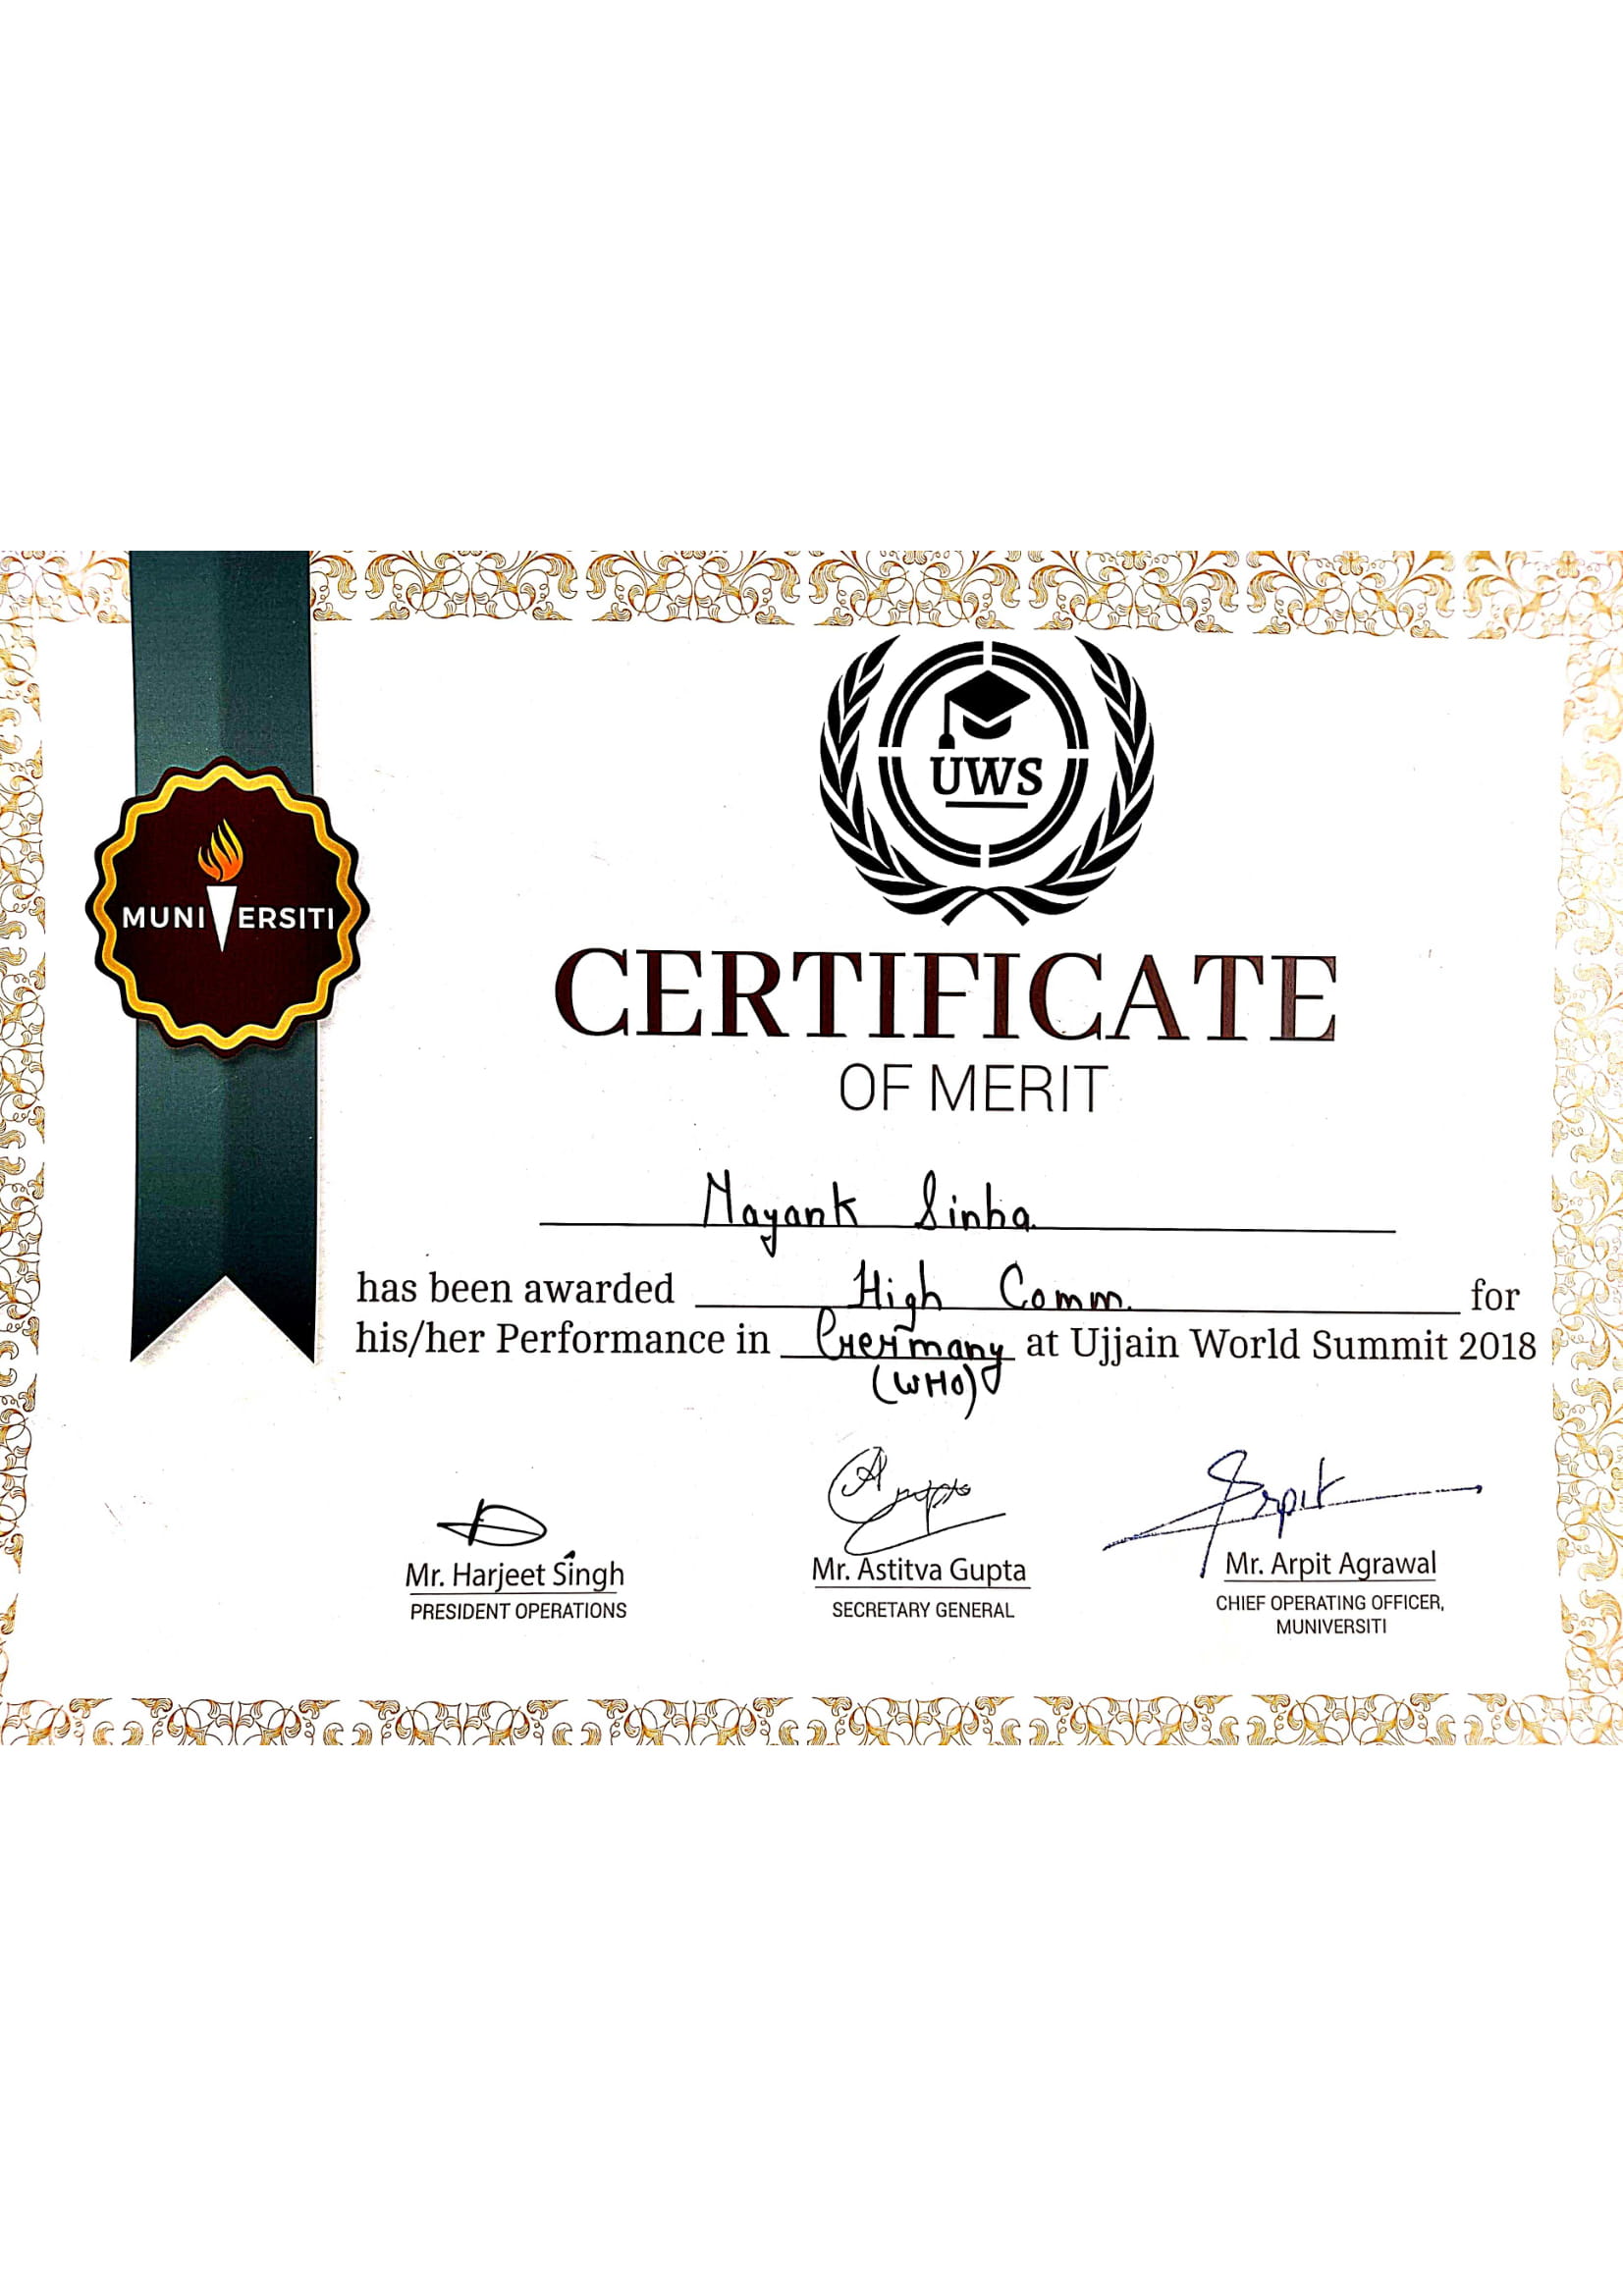 UWS
MUNIVERSITI
CERTIFICATE
OF MERIT
Mayank Sinha
has been awarded High Comm. for
his/her Performance in Germany at Ujjain World Summit 2018
(WHO)
Arpit
Mr. Harjeet Singh
Mr. Astitva Gupta
Mr. Arpit Agrawal
PRESIDENT OPERATIONS
SECRETARY GENERAL
CHIEF OPERATING OFFICER,
MUNIVERSITI